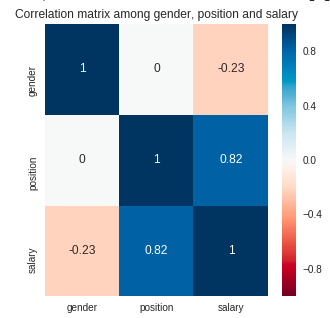 Correlation matrix among gender, position and salary
gender
1
0
-0.23
0.8
position
0
1
0.82
0.4
0.0
salary
-0.23
0.82
1
−0.4
−0.8
gender
position
salary